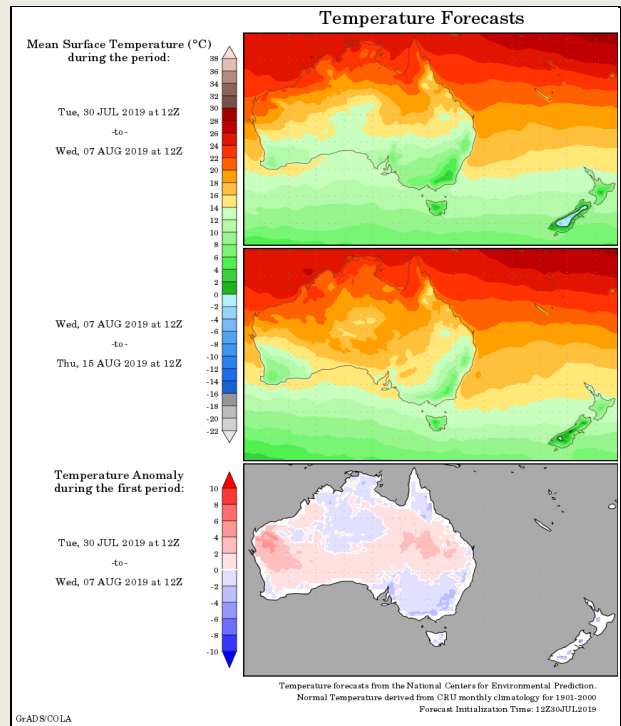 Temperature Forecasts
Mean Surface Temperature (°C)
during the period:
38
36
34
32
30
28
26
24
22
20
18
16
14
12
10
8
6
4
2
0
-2
-4
-6
-8
-10
-12
-14
-16
-18
-20
-22
Tue, 30 JUL 2019 at 12Z
-to-
Wed, 07 AUG 2019 at 12Z
Wed, 07 AUG 2019 at 12Z
-to-
Thu, 15 AUG 2019 at 12Z
Temperature Anomaly
during the first period:
10
8
6
4
2
0
-2
-4
-6
-8
-10
Tue, 30 JUL 2019 at 12Z
-to-
Wed, 07 AUG 2019 at 12Z
Temperature forecasts from the National Centers for Environmental Prediction.
Normal Temperature derived from CRU monthly climatology for 1901-2000
Forecast Initialization Time: 12Z30JUL2019
GrADS/COLA